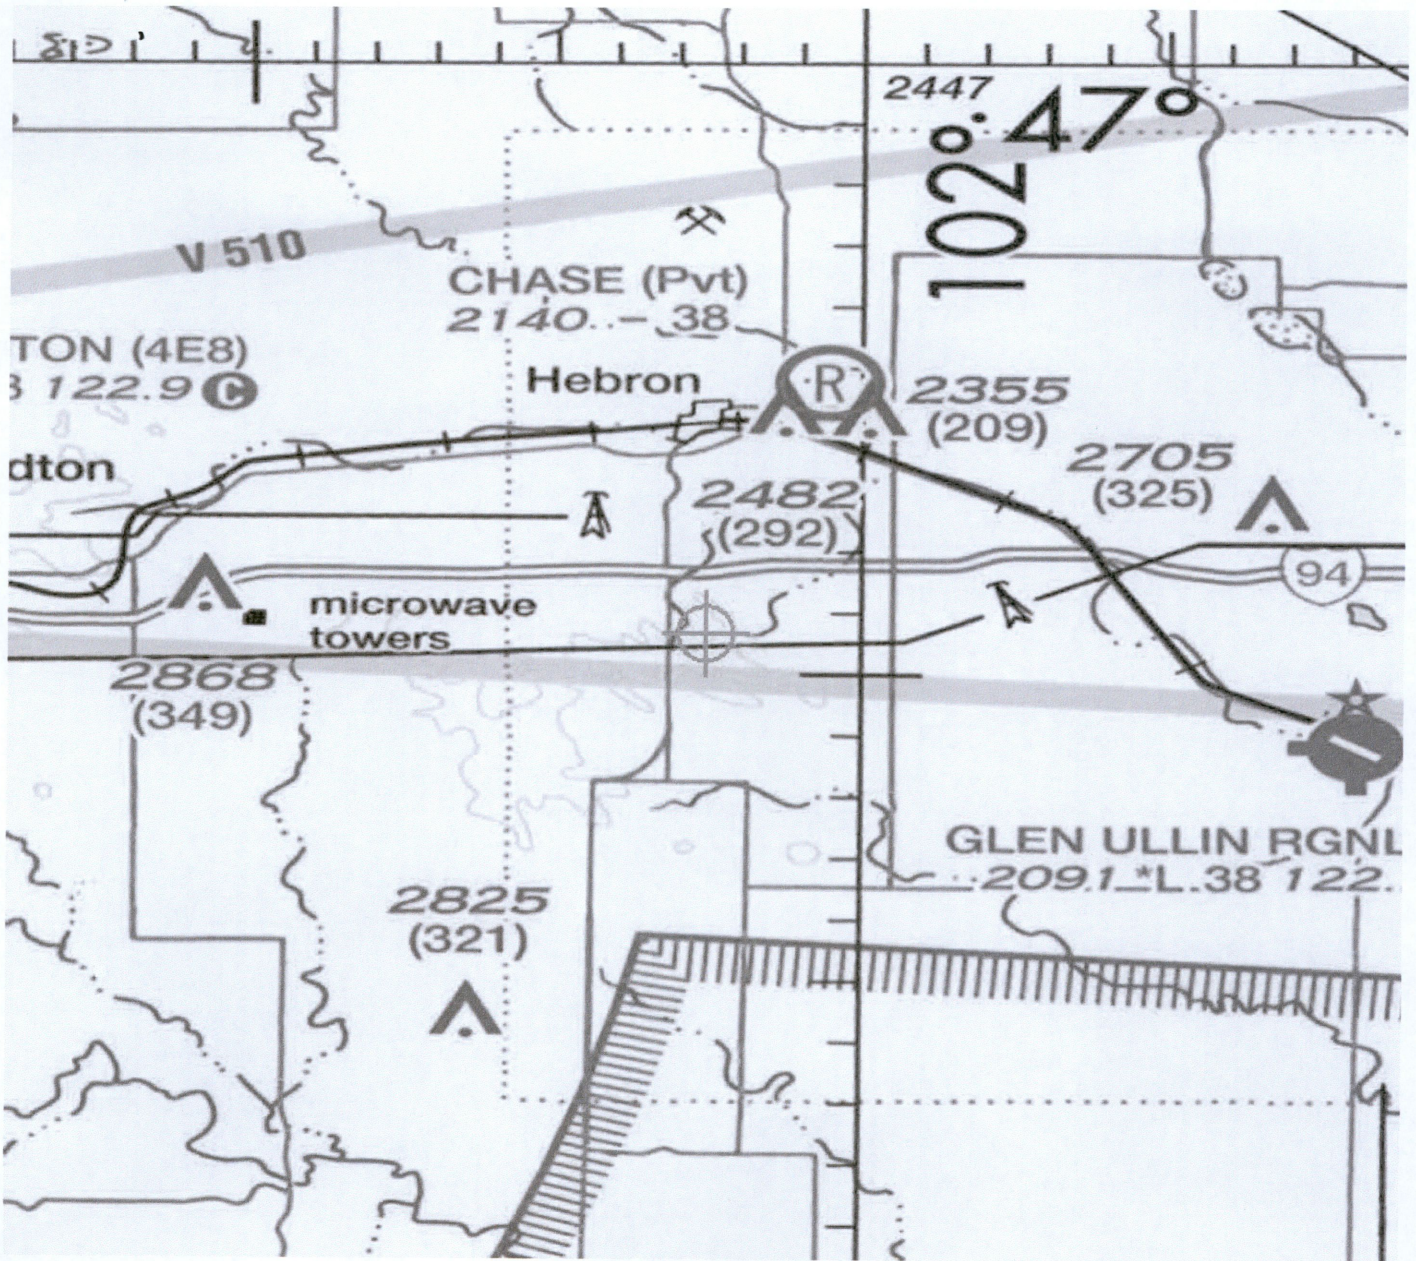 2447
47°
102°
V 510
CHASE (Pvt)
2140 - 38
TON (4E8)
122.9 C
Hebron
R
2355
(209)
dton
2705
(325)
2482
(292)
94
microwave
towers
2868
(349)
GLEN ULLIN RGNL
2091 *L 38 122.
2825
(321)